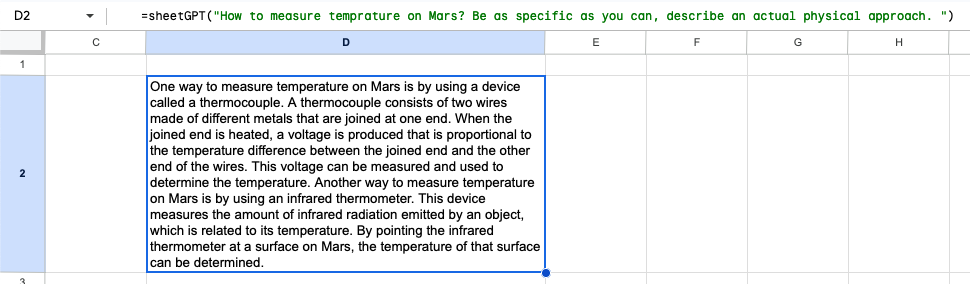 D2 =sheetGPT("How to measure temprature on Mars? Be as specific as you can, describe an actual physical approach. ")
C D E F G H
1
One way to measure temperature on Mars is by using a device
called a thermocouple. A thermocouple consists of two wires
made of different metals that are joined at one end. When the
joined end is heated, a voltage is produced that is proportional to
the temperature difference between the joined end and the other
2 end of the wires. This voltage can be measured and used to
determine the temperature. Another way to measure temperature
on Mars is by using an infrared thermometer. This device
measures the amount of infrared radiation emitted by an object,
which is related to its temperature. By pointing the infrared
thermometer at a surface on Mars, the temperature of that surface
can be determined.
3